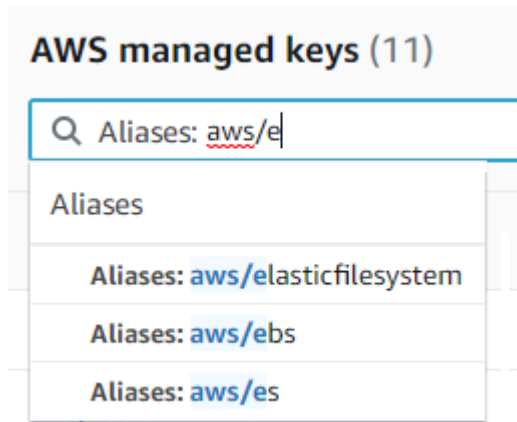 AWS managed keys (11)
Aliases: aws/e
Aliases
Aliases: aws/elasticfilesystem
Aliases: aws/ebs
Aliases: aws/es